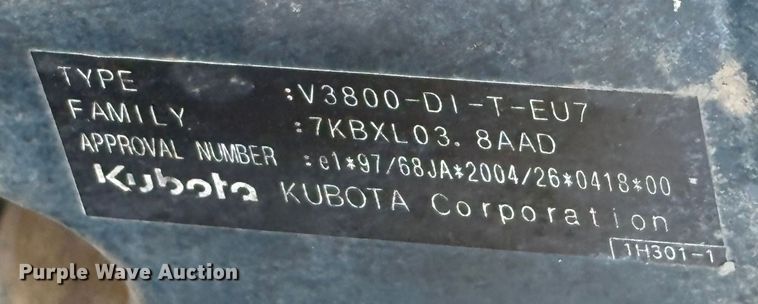 TYPE :V3800-DI-T-EU7
FAMILY :7KBXL03.8AAD
APPROVAL NUMBER :e1*97/68JA*2004/26*0418*00
Kubota KUBOTA Corporation
1H301-1
Purple Wave Auction